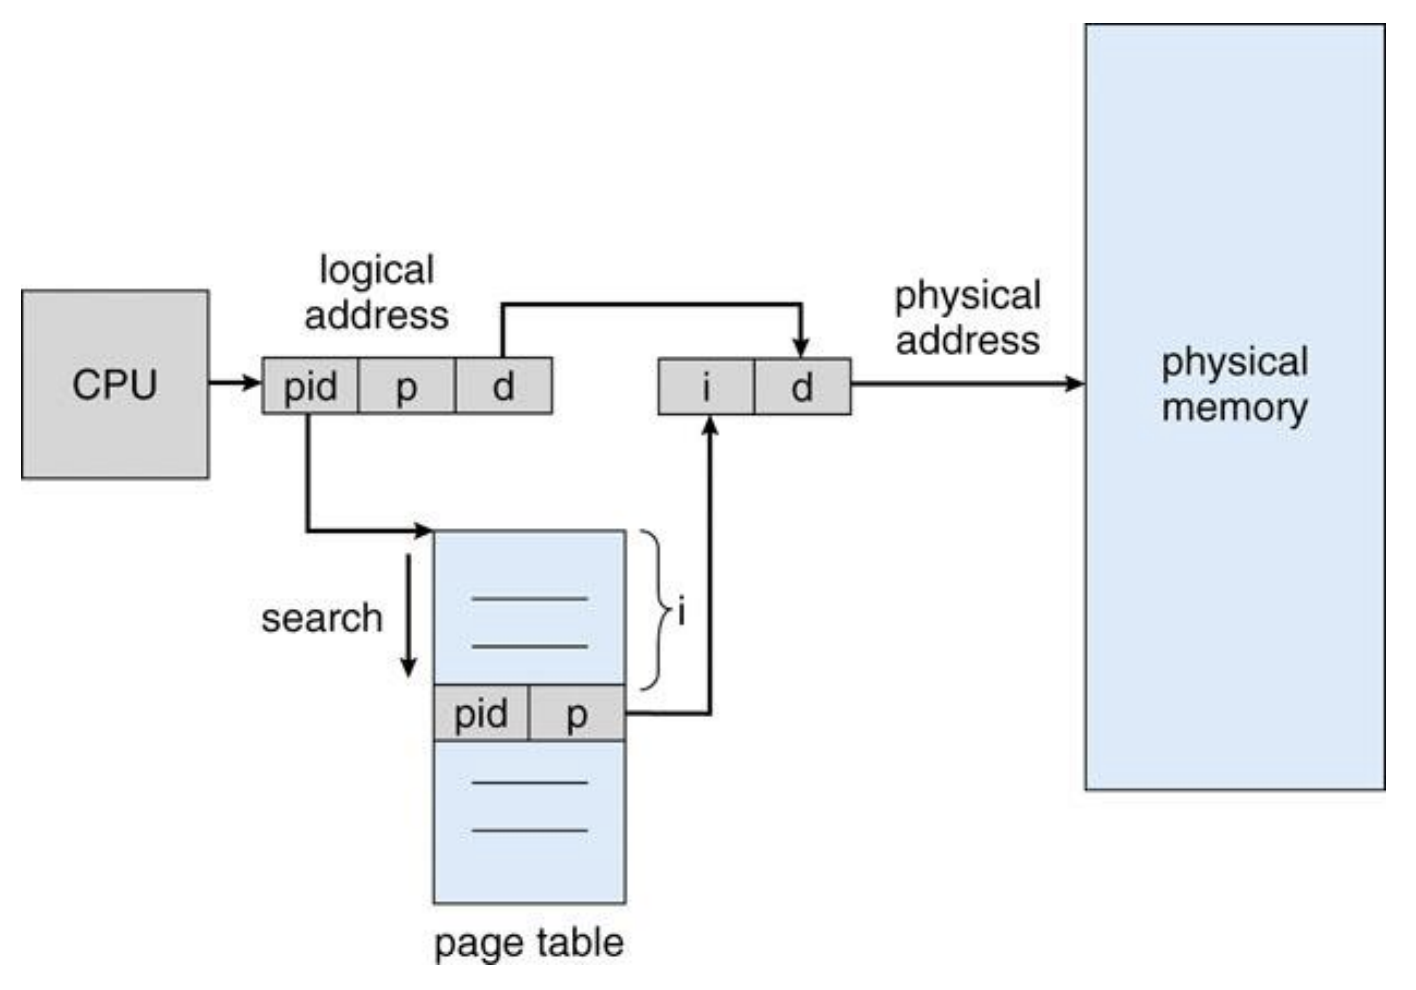 logical
address
physical
address
CPU
pid
p
d
i
d
physical
memory
search
i
pid
p
page table